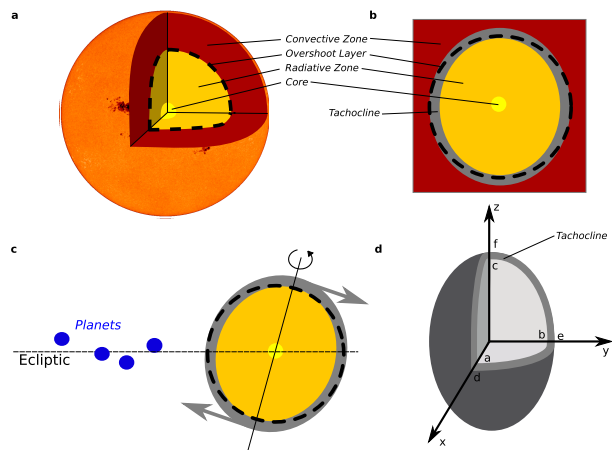 a
Convective Zone
Overshoot Layer
Radiative Zone
Core
Tachocline
b
c
Planets
Ecliptic
d
z
f
c
Tachocline
b
e
y
a
d
x